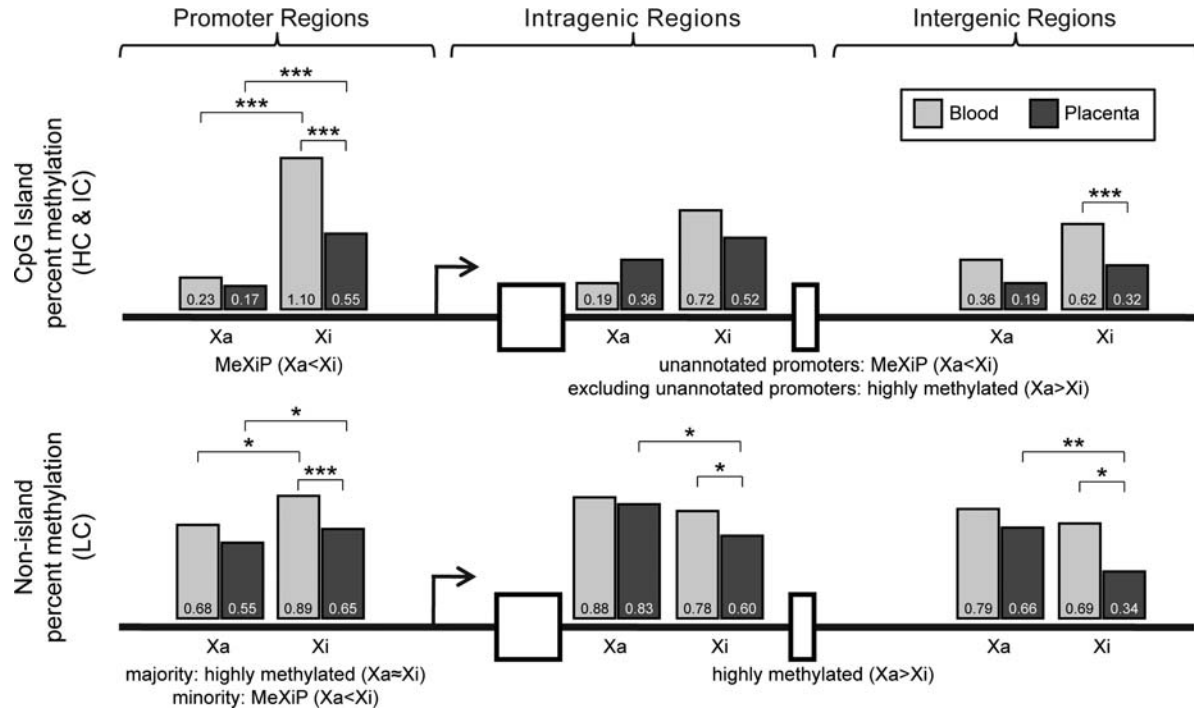 Promoter Regions Intragenic Regions Intergenic Regions
Blood Placenta
CpG Island
percent methylation
(HC & IC)
*** *** ***
0.23 0.17 1.10 0.55
Xa Xi
MeXiP (Xa<Xi)
0.19 0.36 0.72 0.52
Xa Xi
***
0.36 0.19 0.62 0.32
Xa Xi
unannotated promoters: MeXiP (Xa<Xi)
excluding unannotated promoters: highly methylated (Xa>Xi)
Non-island
percent methylation
(LC)
* * ***
0.68 0.55 0.89 0.65
Xa Xi
majority: highly methylated (Xa≈Xi)
minority: MeXiP (Xa<Xi)
* *
0.88 0.83 0.78 0.60
Xa Xi
** *
0.79 0.66 0.69 0.34
Xa Xi
highly methylated (Xa>Xi)